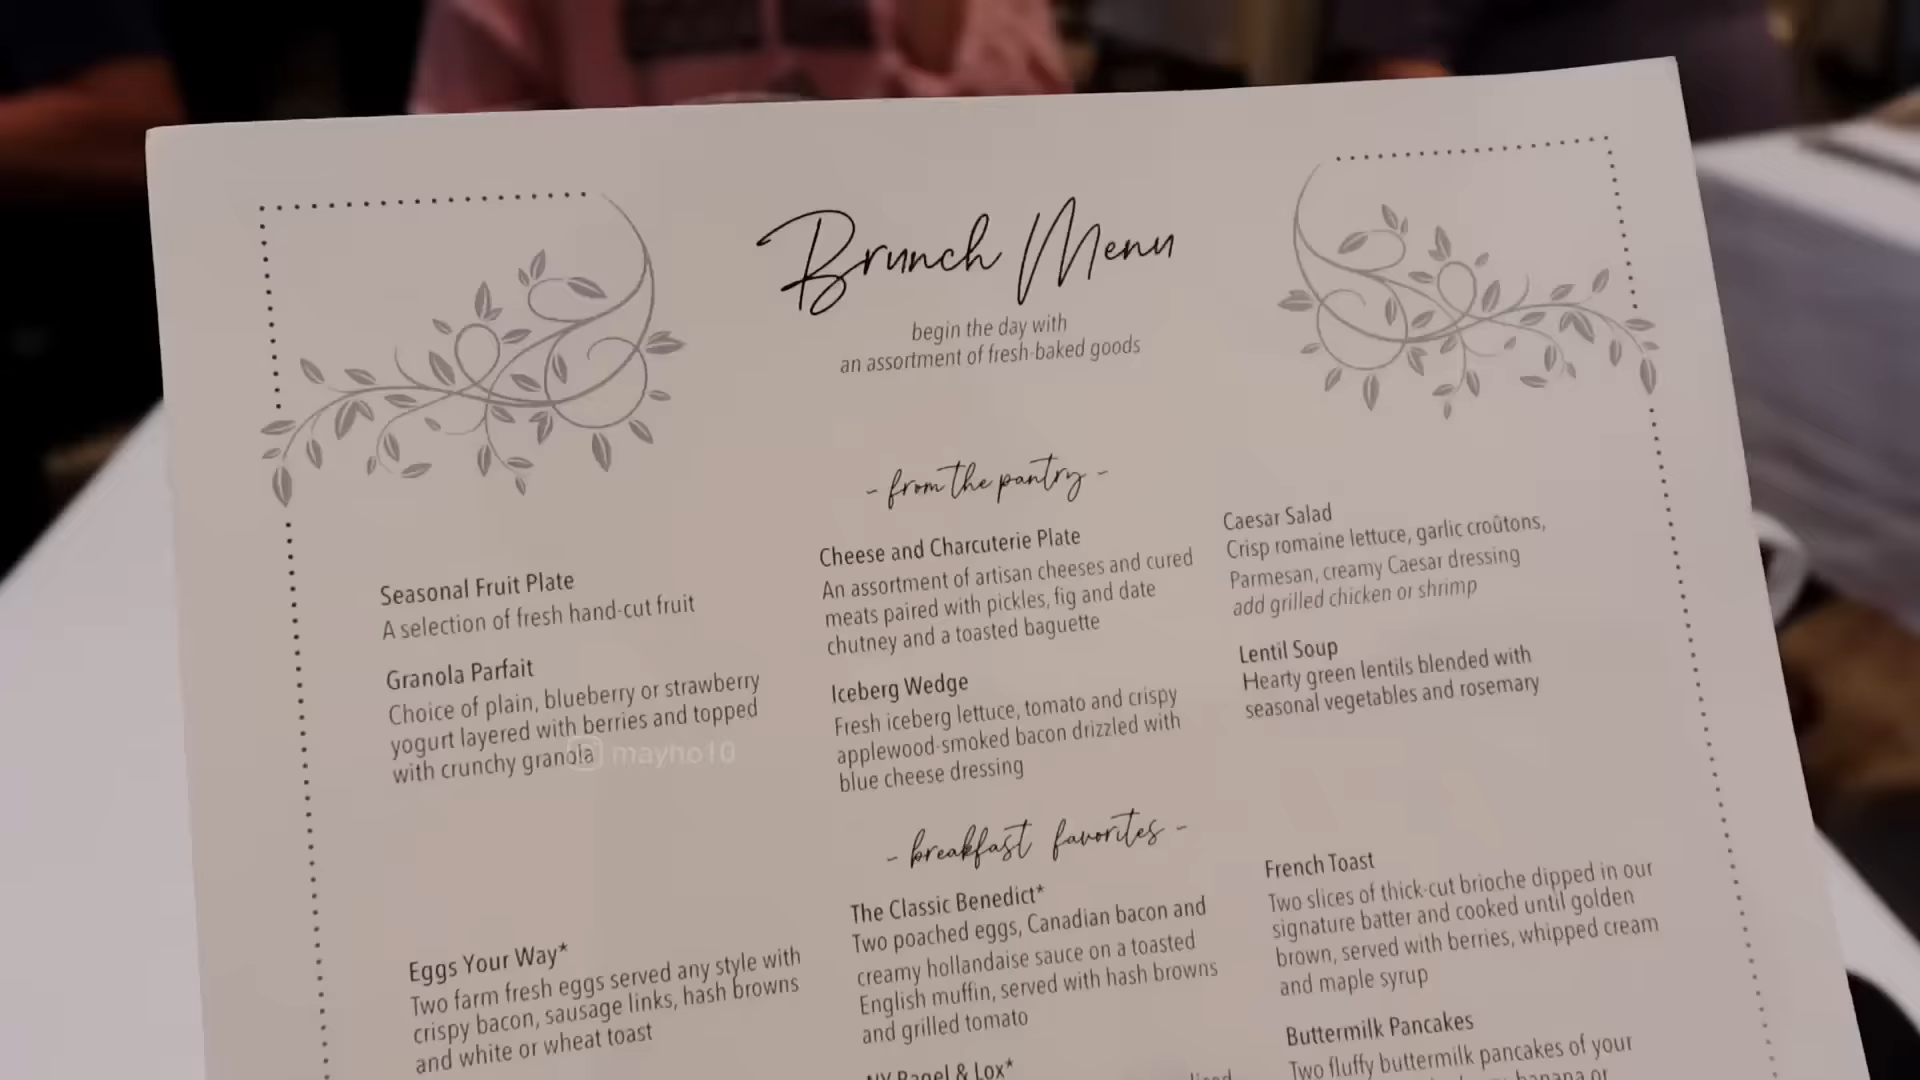 Brunch Menu
begin the day with
an assortment of fresh-baked goods
- from the pantry -
Seasonal Fruit Plate
A selection of fresh hand-cut fruit
Granola Parfait
Choice of plain, blueberry or strawberry
yogurt layered with berries and topped
with crunchy granola
mayho10
Cheese and Charcuterie Plate
An assortment of artisan cheeses and cured
meats paired with pickles, fig and date
chutney and a toasted baguette
Iceberg Wedge
Fresh iceberg lettuce, tomato and crispy
applewood-smoked bacon drizzled with
blue cheese dressing
Caesar Salad
Crisp romaine lettuce, garlic croûtons,
Parmesan, creamy Caesar dressing
add grilled chicken or shrimp
Lentil Soup
Hearty green lentils blended with
seasonal vegetables and rosemary
- breakfast favorites -
Eggs Your Way*
Two farm fresh eggs served any style with
crispy bacon, sausage links, hash browns
and white or wheat toast
The Classic Benedict*
Two poached eggs, Canadian bacon and
creamy hollandaise sauce on a toasted
English muffin, served with hash browns
and grilled tomato
NY Bagel & Lox*
French Toast
Two slices of thick-cut brioche dipped in our
signature batter and cooked until golden
brown, served with berries, whipped cream
and maple syrup
Buttermilk Pancakes
Two fluffy buttermilk pancakes of your
banana or